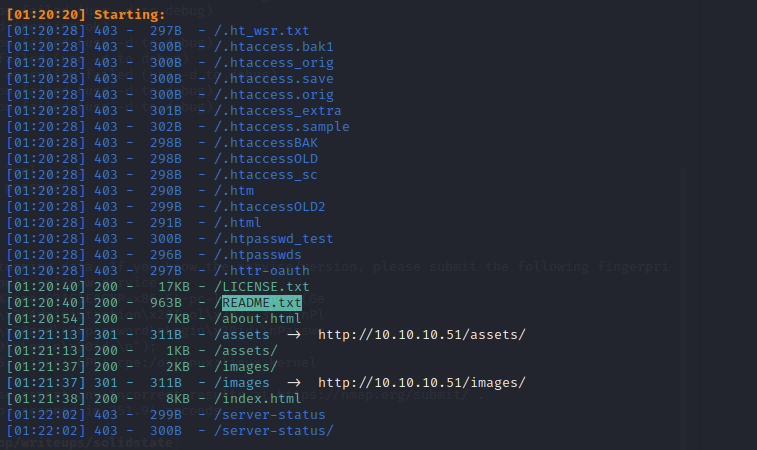 [01:20:20] Starting:
[01:20:28] 403 - 297B - /.ht_wsr.txt
[01:20:28] 403 - 300B - /.htaccess.bak1
[01:20:28] 403 - 300B - /.htaccess_orig
[01:20:28] 403 - 300B - /.htaccess.save
[01:20:28] 403 - 300B - /.htaccess.orig
[01:20:28] 403 - 301B - /.htaccess_extra
[01:20:28] 403 - 302B - /.htaccess.sample
[01:20:28] 403 - 298B - /.htaccessBAK
[01:20:28] 403 - 298B - /.htaccessOLD
[01:20:28] 403 - 298B - /.htaccess_sc
[01:20:28] 403 - 290B - /.htm
[01:20:28] 403 - 299B - /.htaccessOLD2
[01:20:28] 403 - 291B - /.html
[01:20:28] 403 - 300B - /.htpasswd_test
[01:20:28] 403 - 296B - /.htpasswds
[01:20:28] 403 - 297B - /.httr-oauth
[01:20:40] 200 - 17KB - /LICENSE.txt
[01:20:40] 200 - 963B - /README.txt
[01:20:54] 200 - 7KB - /about.html
[01:21:13] 301 - 311B - /assets -> http://10.10.10.51/assets/
[01:21:13] 200 - 1KB - /assets/
[01:21:37] 200 - 2KB - /images/
[01:21:37] 301 - 311B - /images -> http://10.10.10.51/images/
[01:21:38] 200 - 8KB - /index.html
[01:22:02] 403 - 299B - /server-status
[01:22:02] 403 - 300B - /server-status/